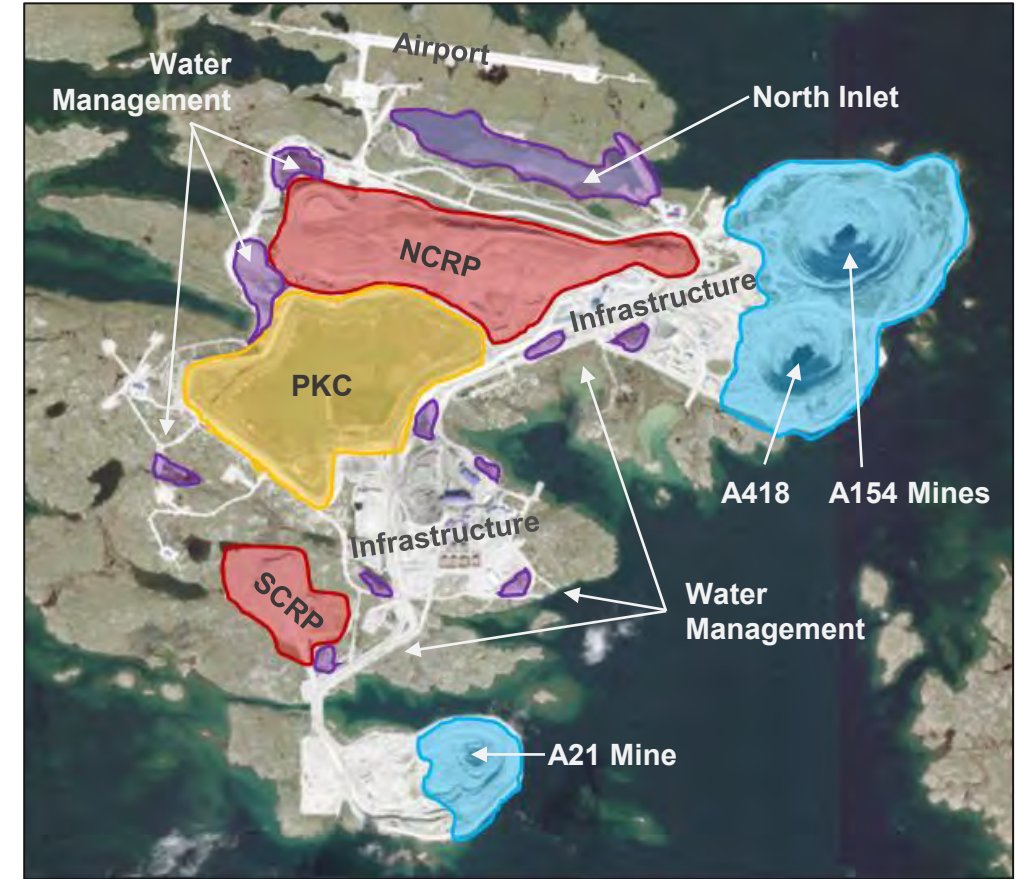 Airport
Water
Management
North Inlet
NCRP
Infrastructure
PKC
A418
A154 Mines
Infrastructure
SCRP
Water
Management
A21 Mine